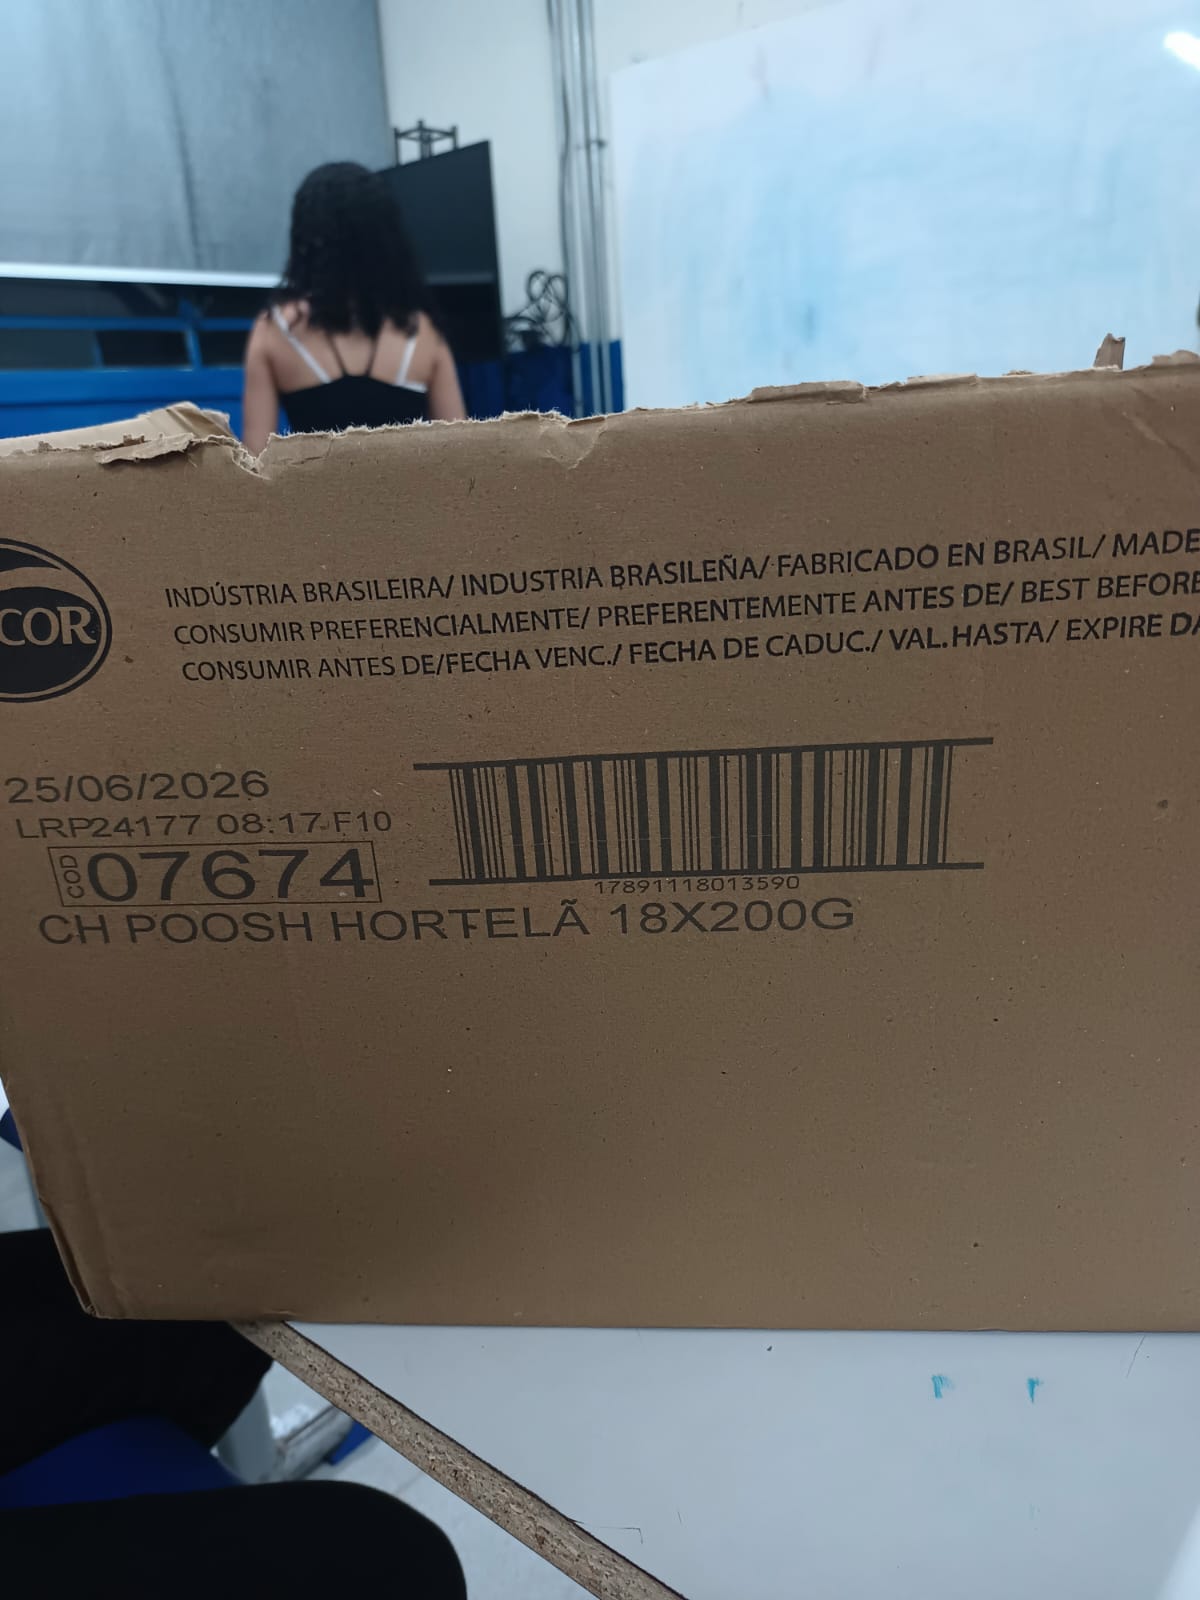 COR
INDÚSTRIA BRASILEIRA/ INDUSTRIA BRASILEÑA/ FABRICADO EN BRASIL/ MADE
CONSUMIR PREFERENCIALMENTE/ PREFERENTEMENTE ANTES DE/ BEST BEFORE
CONSUMIR ANTES DE/FECHA VENC./ FECHA DE CADUC./ VAL.HASTA/ EXPIRE DA
25/06/2026
LRP24177 08:17 F10
COD 07674
17891118013590
CH POOSH HORTELÃ 18X200G